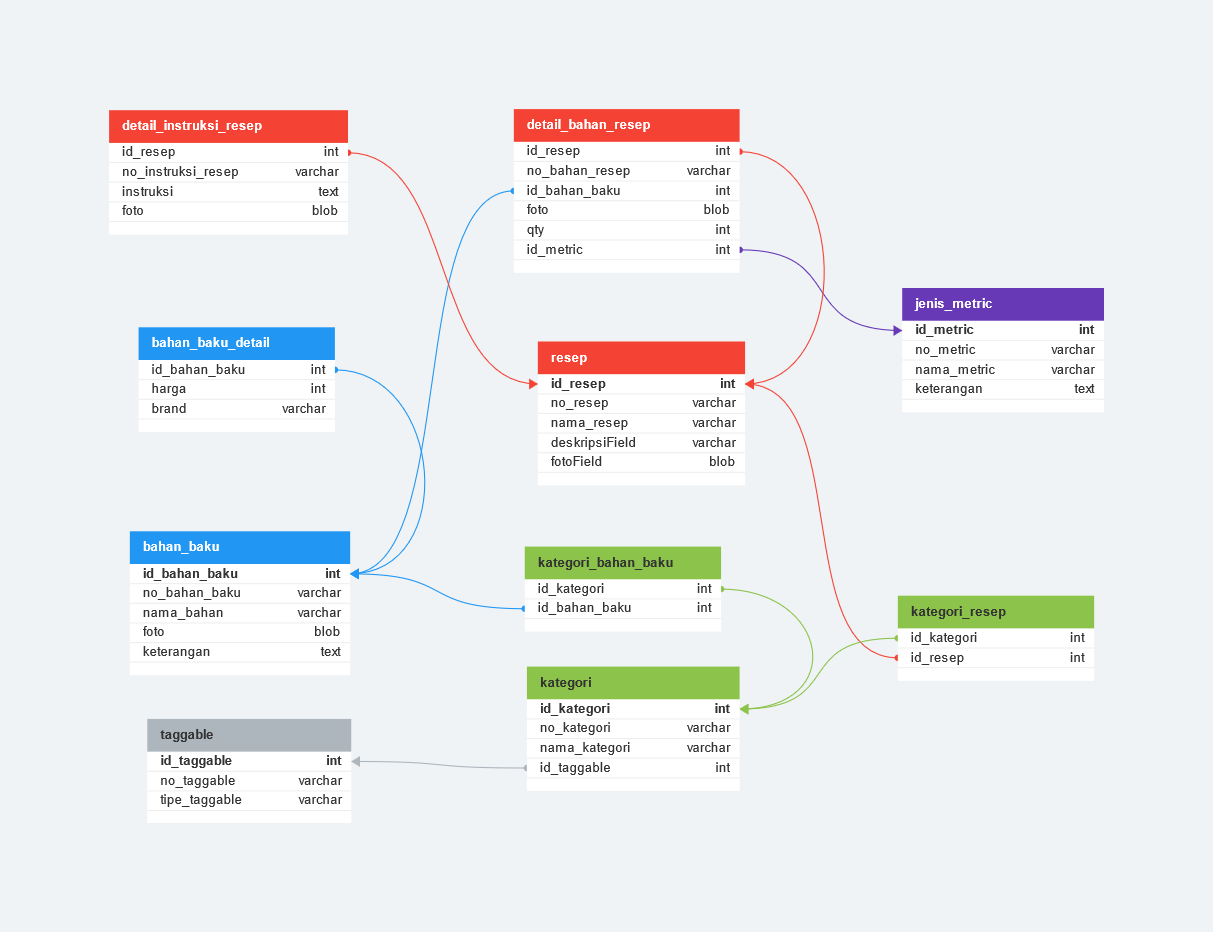 detail_instruksi_resep
id_resep int
no_instruksi_resep varchar
instruksi text
foto blob
detail_bahan_resep
id_resep int
no_bahan_resep varchar
id_bahan_baku int
foto blob
qty int
id_metric int
jenis_metric
id_metric int
no_metric varchar
nama_metric varchar
keterangan text
bahan_baku_detail
id_bahan_baku int
harga int
brand varchar
resep
id_resep int
no_resep varchar
nama_resep varchar
deskripsiField varchar
fotoField blob
bahan_baku
id_bahan_baku int
no_bahan_baku varchar
nama_bahan varchar
foto blob
keterangan text
kategori_bahan_baku
id_kategori int
id_bahan_baku int
kategori_resep
id_kategori int
id_resep int
kategori
id_kategori int
no_kategori varchar
nama_kategori varchar
id_taggable int
taggable
id_taggable int
no_taggable varchar
tipe_taggable varchar